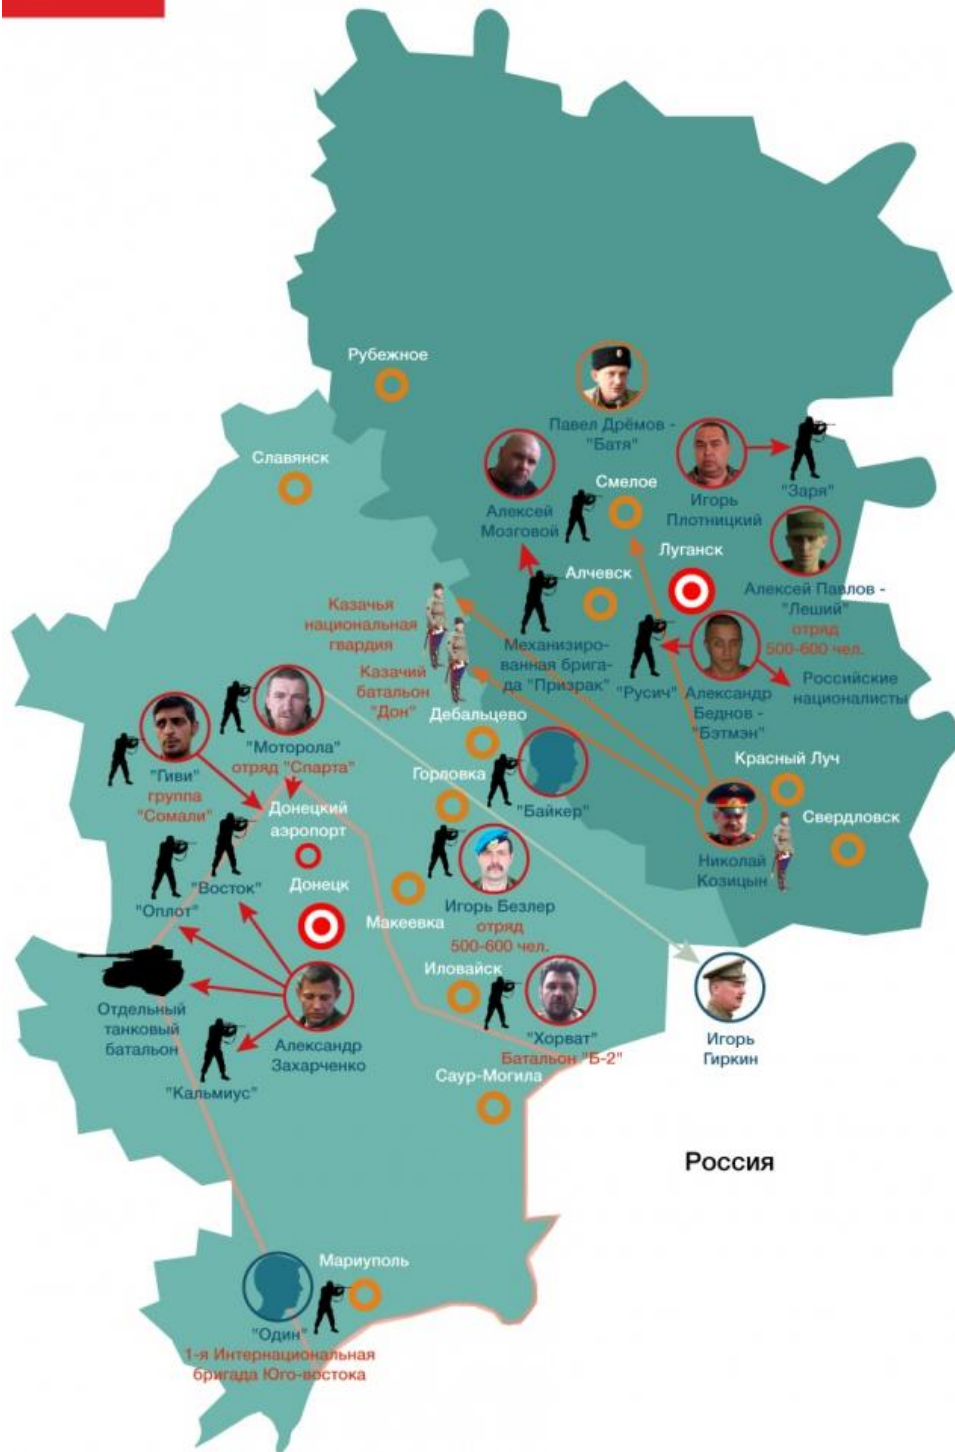 Рубежное
Павел Дрёмов -
"Батя"
Славянск
Смелое
"Заря"
Игорь
Плотницкий
Алексей
Мозговой
Луганск
Алчевск
Алексей Павлов -
"Леший"
отряд
500-600 чел.
Казачья
национальная
гвардия
Механизиро-
ванная брига-
да "Призрак"
"Русич"
Александр
Беднов -
"Бэтмэн"
Российские
националисты
Казачий
батальон
"Дон"
Дебальцево
"Моторола"
отряд "Спарта"
"Гиви"
группа
"Сомали"
Горловка
"Байкер"
Красный Луч
Свердловск
Донецкий
аэропорт
Николай
Козицын
"Восток"
"Оплот"
Донецк
Макеевка
Игорь Безлер
отряд
500-600 чел.
Иловайск
Отдельный
танковый
батальон
Александр
Захарченко
"Хорват"
Батальон "Б-2"
Игорь
Гиркин
Саур-Могила
"Кальмиус"
Россия
Мариуполь
"Один"
1-я Интернациональная
бригада Юго-востока